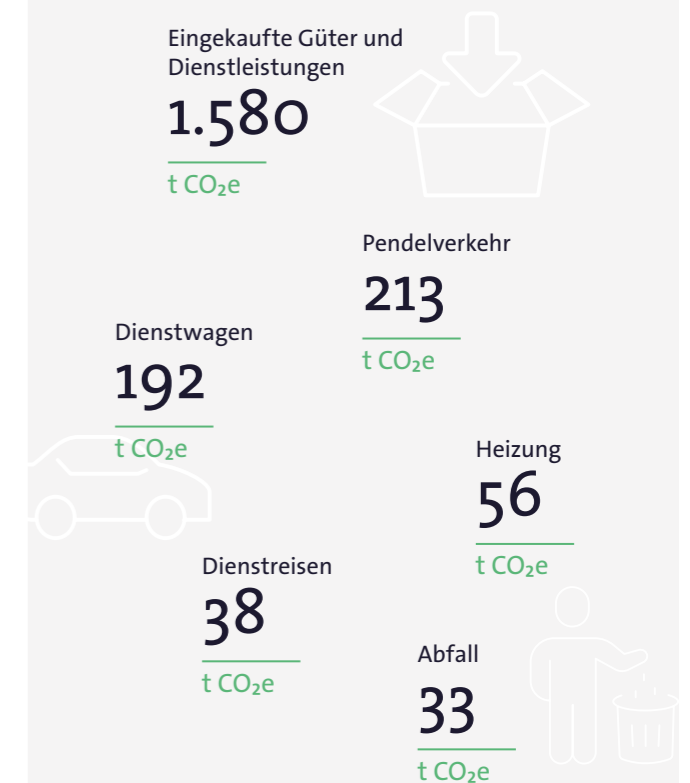 Eingekaufte Güter und
Dienstleistungen
1.580
t CO₂e
Pendelverkehr
213
t CO₂e
Dienstwagen
192
t CO₂e
Heizung
56
t CO₂e
Dienstreisen
38
t CO₂e
Abfall
33
t CO₂e